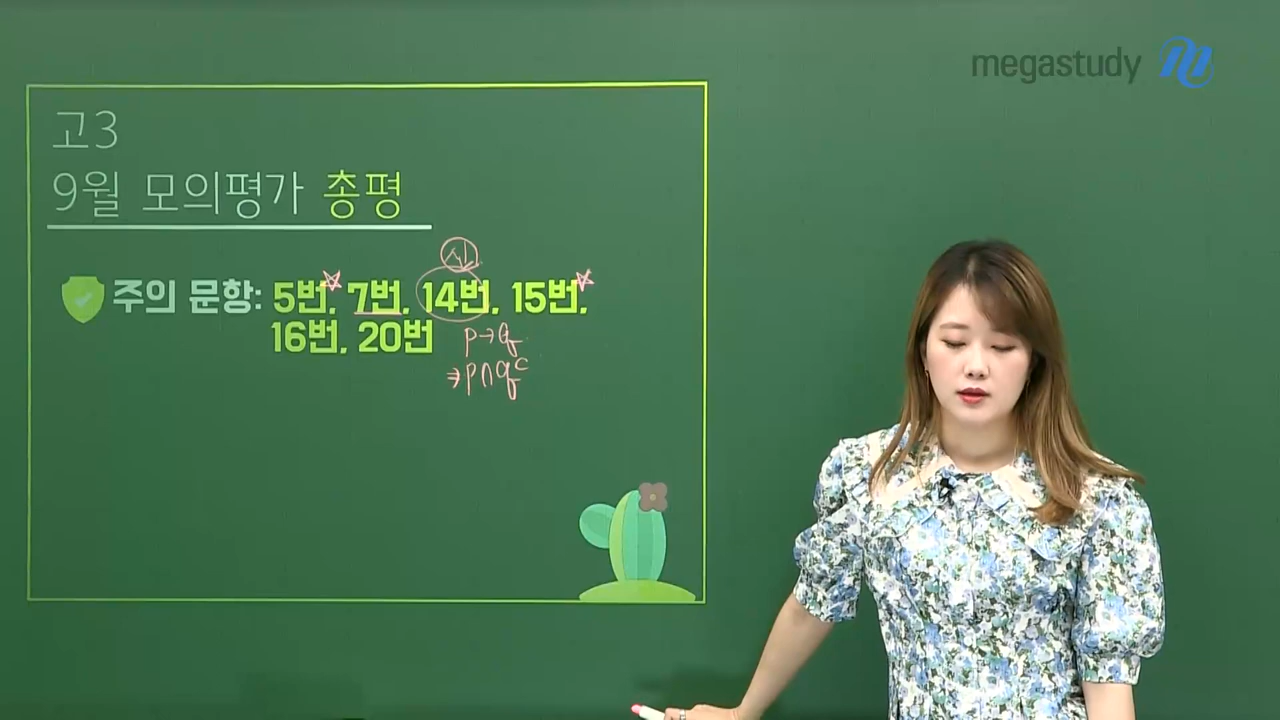 megastudy
고3
9월 모의평가 총평
주의 문항: 5번, 7번, 14번, 15번,
16번, 20번
p→q
⇒p∩qᶜ